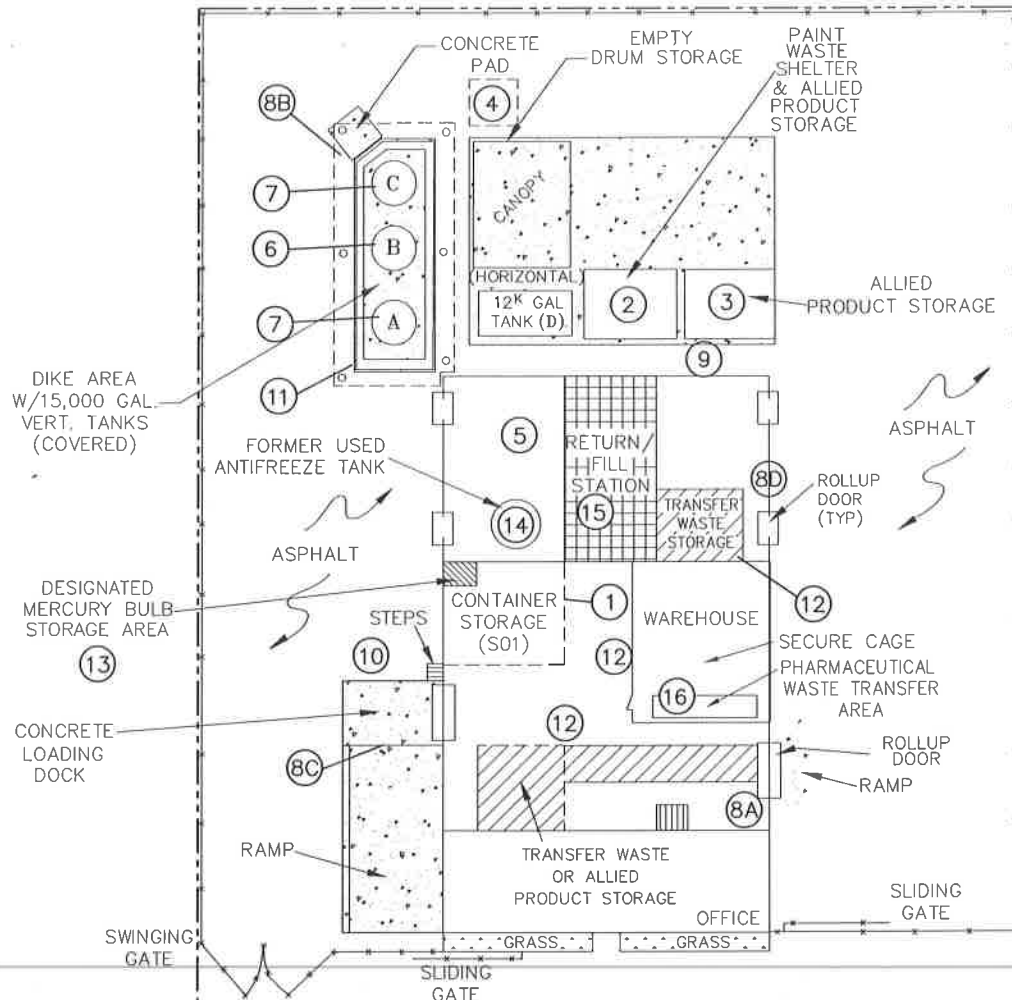 CONCRETE
PAD
EMPTY
DRUM STORAGE
PAINT
WASTE
SHELTER
& ALLIED
PRODUCT
STORAGE
8B
4
7
C
CANOPY
6
B
(HORIZONTAL)
12K GAL
TANK (D)
2
3
ALLIED
PRODUCT STORAGE
7
A
9
DIKE AREA
W/15,000 GAL.
VERT. TANKS
(COVERED)
11
ASPHALT
FORMER USED
ANTIFREEZE TANK
5
RETURN/
FILL
STATION
8D
ROLLUP
DOOR
(TYP)
14
15
TRANSFER
WASTE
STORAGE
ASPHALT
DESIGNATED
MERCURY BULB
STORAGE AREA
13
CONTAINER
STORAGE
(S01)
1
WAREHOUSE
12
STEPS
10
12
SECURE CAGE
PHARMACEUTICAL
WASTE TRANSFER
AREA
16
CONCRETE
LOADING
DOCK
12
8C
ROLLUP
DOOR
RAMP
8A
RAMP
TRANSFER WASTE
OR ALLIED
PRODUCT STORAGE
OFFICE
SLIDING
GATE
SWINGING
GATE
GRASS
GRASS
SLIDING
GATE